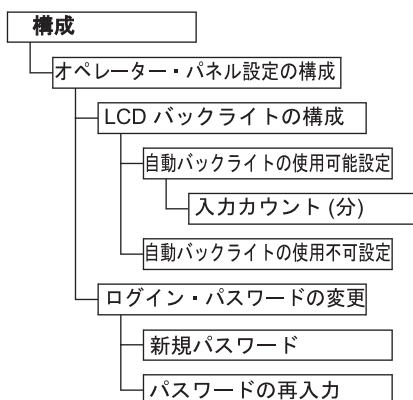 構成
オペレーター・パネル設定の構成
LCD バックライトの構成
自動バックライトの使用可能設定
入力カウント (分)
自動バックライトの使用不可設定
ログイン・パスワードの変更
新規パスワード
パスワードの再入力